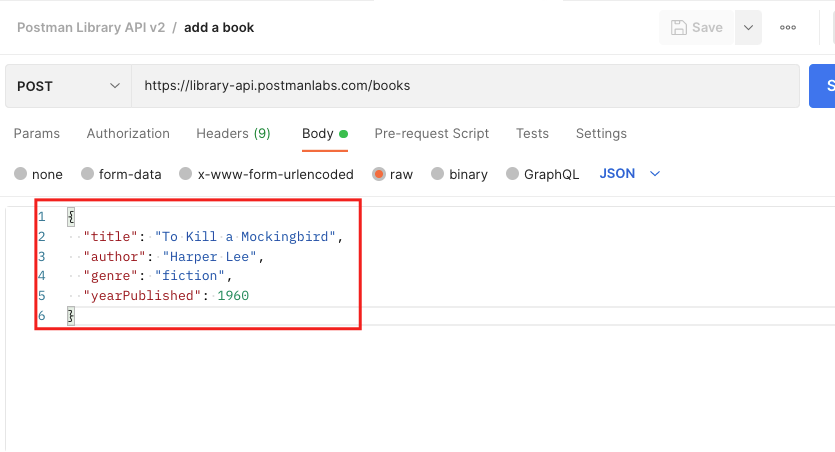 Postman Library API v2 / add a book
Save
POST
https://library-api.postmanlabs.com/books
Params Authorization Headers (9) Body Pre-request Script Tests Settings
none form-data x-www-form-urlencoded raw binary GraphQL JSON
1 {
2 "title": "To Kill a Mockingbird",
3 "author": "Harper Lee",
4 "genre": "fiction",
5 "yearPublished": 1960
6 }